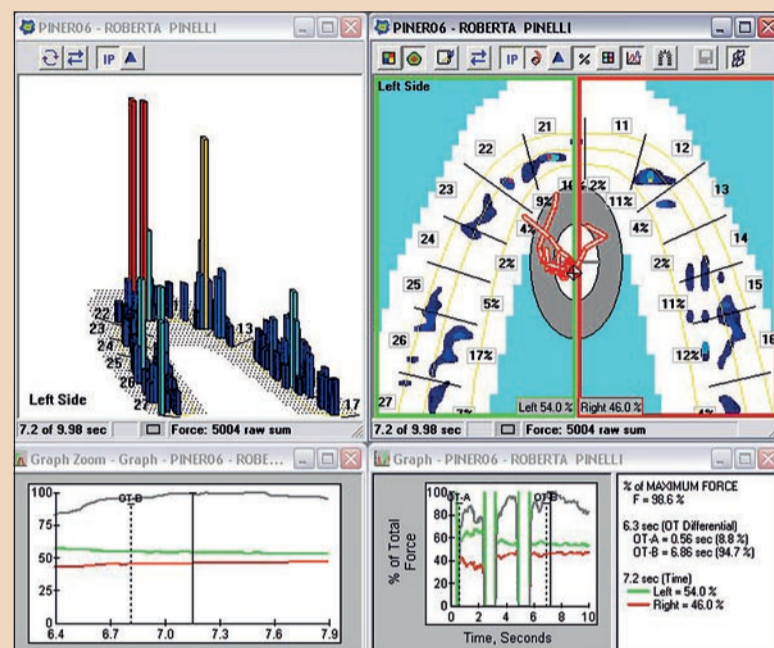 PINER06 - ROBERTA PINELLI
IP
22
23
24
25
26
27
13
17
Left Side
7.2 of 9.98 sec
Force: 5004 raw sum
PINER06 - ROBERTA PINELLI
IP
%
Left Side
21
11
22
12
23
13
24
14
25
15
26
16
27
2%
9%
11%
4%
4%
2%
2%
5%
11%
17%
12%
Left 54.0 %
Right 46.0 %
7.2 of 9.98 sec
Force: 5004 raw sum
Graph Zoom - Graph - PINER06 - ROBE...
100
75
50
25
0
OT-B
6.4
6.7
7.0
7.3
7.6
7.9
Graph - PINER06 - ROBERTA PINELLI
% of Total
Force
100
80
60
40
20
0
OT-A
OT-B
0
2
4
6
8
10
Time, Seconds
% of MAXIMUM FORCE
F = 98.6 %
6.3 sec (OT Differential)
OT-A = 0.56 sec (8.8 %)
OT-B = 6.86 sec (94.7 %)
7.2 sec (Time)
Left = 54.0 %
Right = 46.0 %